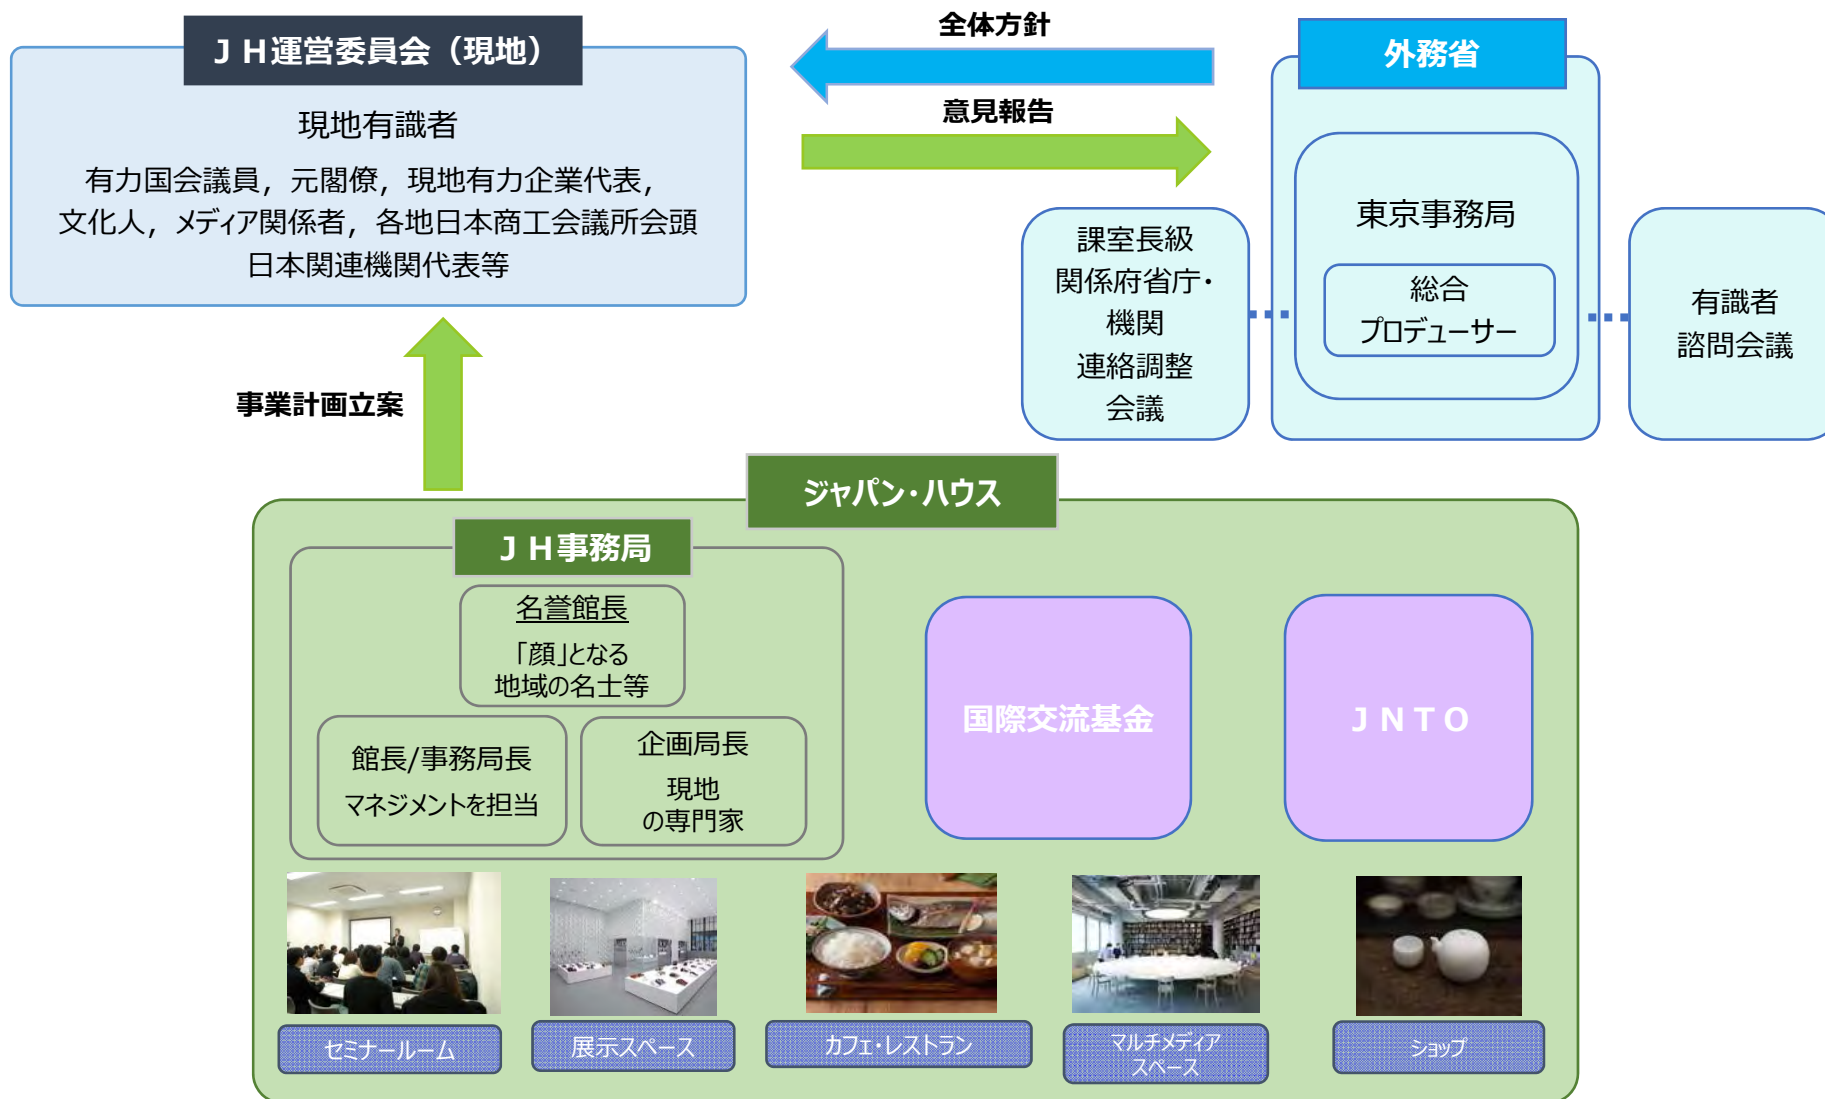 ＪＨ運営委員会（現地）
現地有識者
有力国会議員，元閣僚，現地有力企業代表，
文化人，メディア関係者，各地日本商工会議所会頭
日本関連機関代表等
全体方針
意見報告
外務省
東京事務局
総合
プロデューサー
課室長級
関係府省庁・
機関
連絡調整
会議
有識者
諮問会議
事業計画立案
ジャパン・ハウス
ＪＨ事務局
名誉館長
「顔」となる
地域の名士等
館長/事務局長
マネジメントを担当
企画局長
現地
の専門家
国際交流基金
ＪＮＴＯ
セミナールーム
展示スペース
カフェ・レストラン
マルチメディア
スペース
ショップ